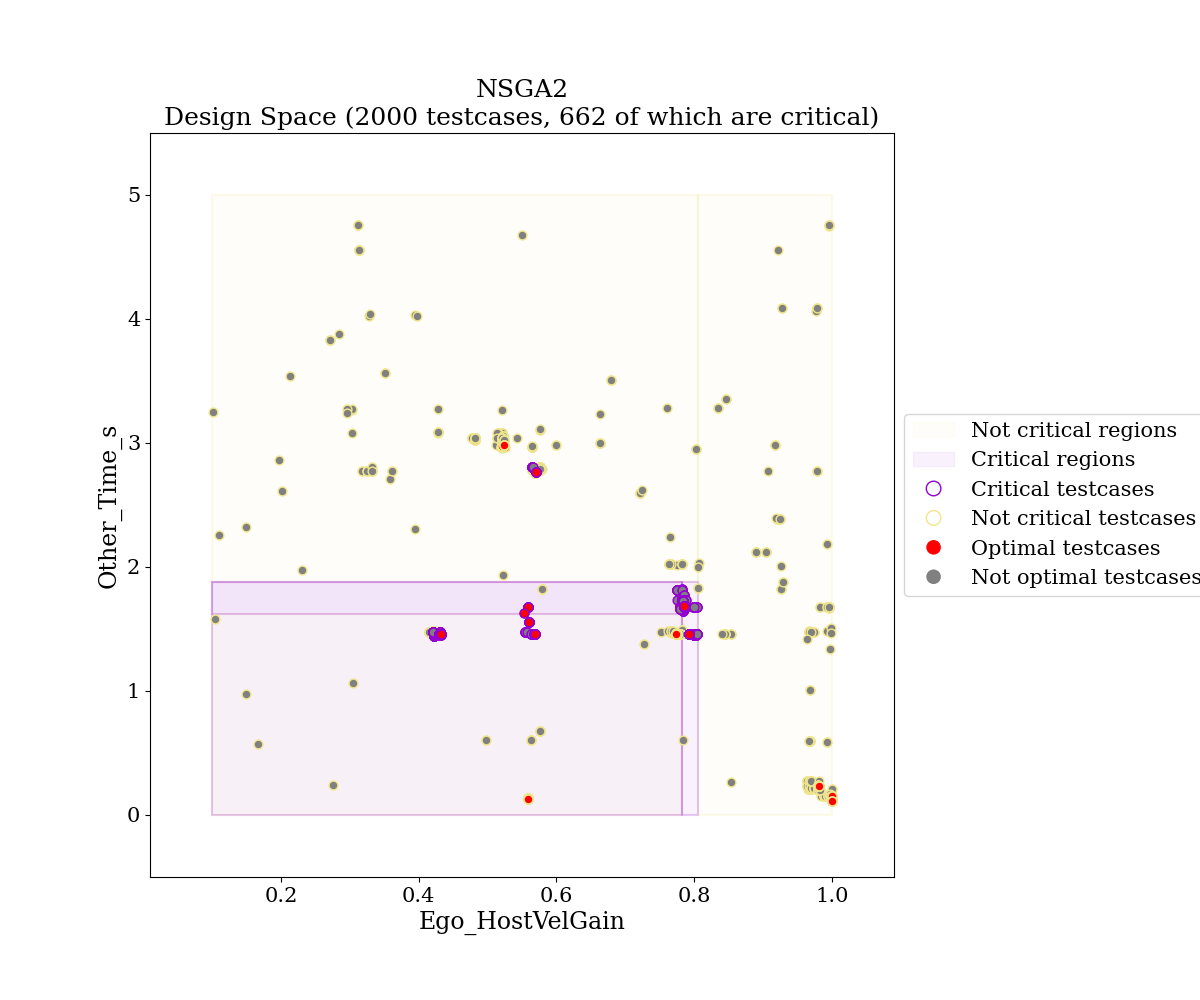 NSGA2
Design Space (2000 testcases, 662 of which are critical)
5
4
3
2
1
0
Other_Time_s
0.2
0.4
0.6
0.8
1.0
Ego_HostVelGain
Not critical regions
Critical regions
Critical testcases
Not critical testcases
Optimal testcases
Not optimal testcases